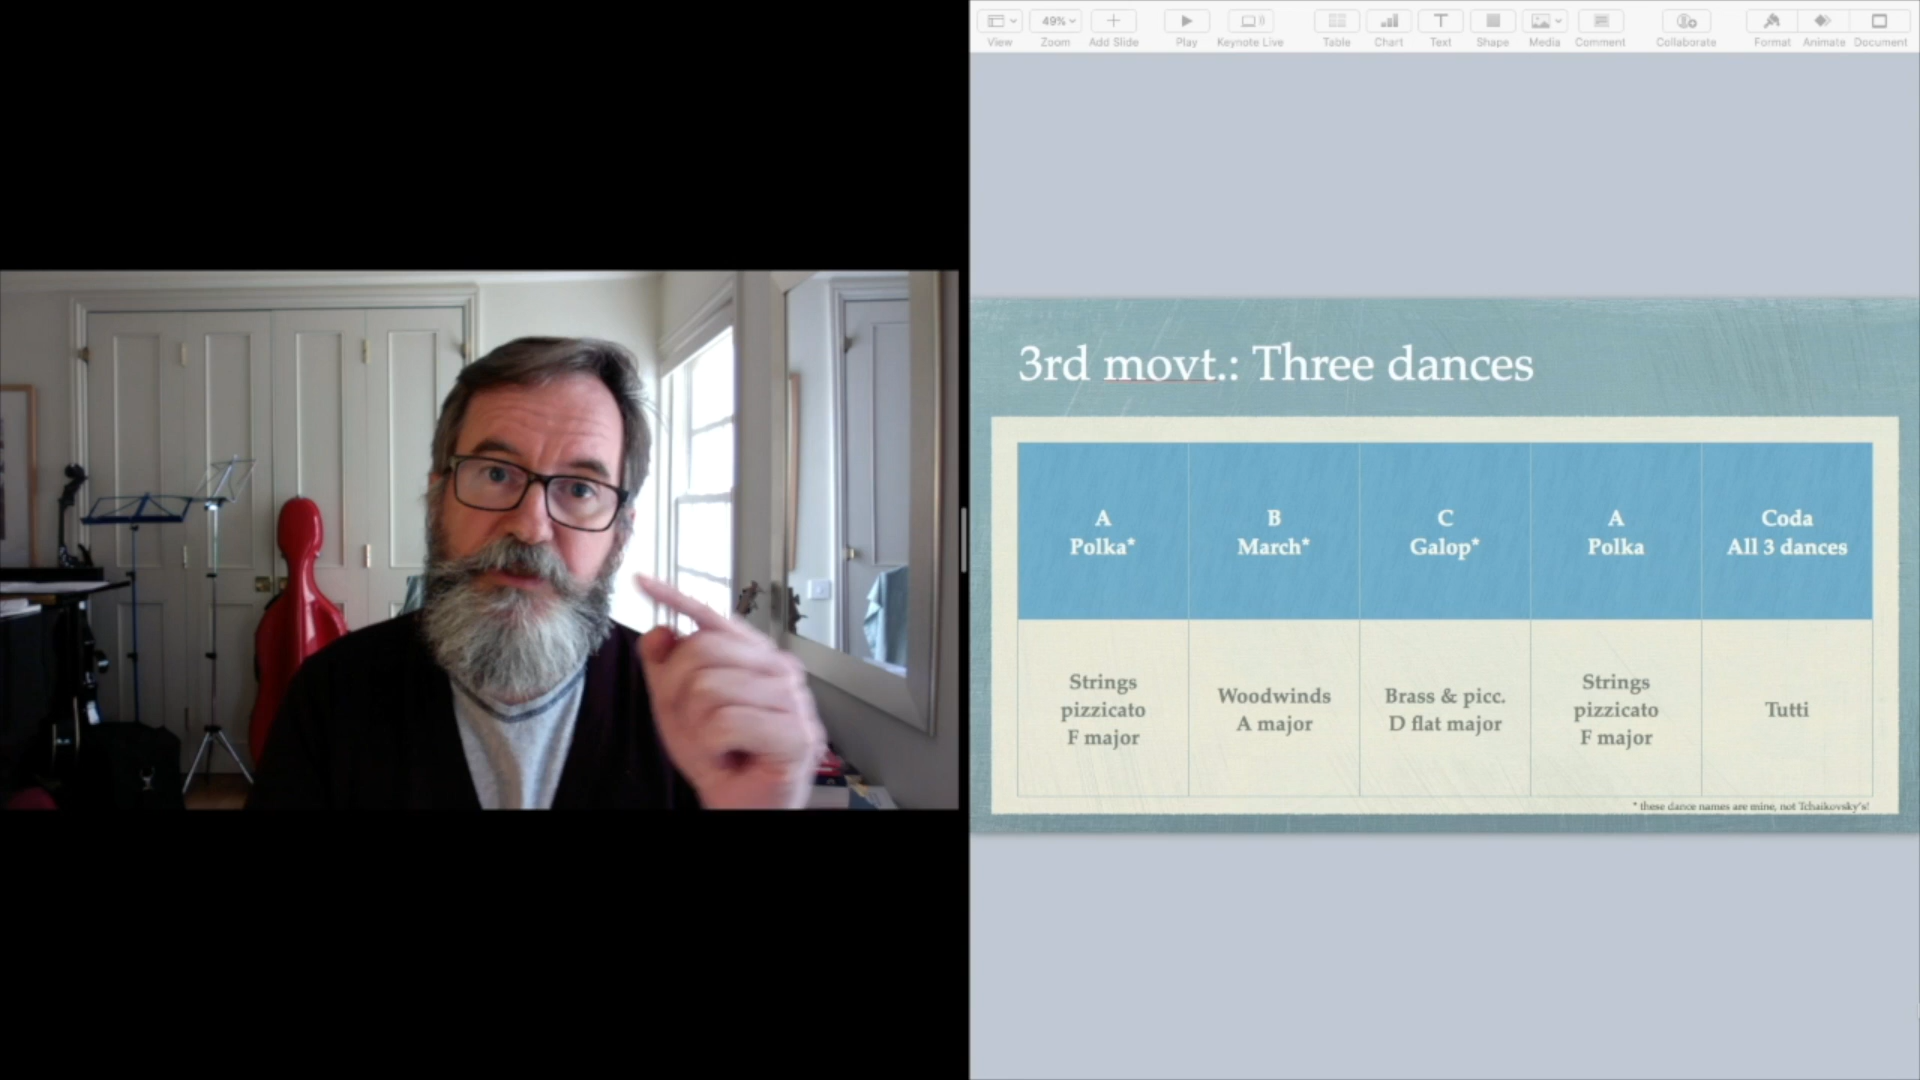 49%
View
Zoom
Add Slide
Play
Keynote Live
Table
Chart
Text
Shape
Media
Comment
Collaborate
Format
Animate
Document
3rd movt.: Three dances
A
Polka*
B
March*
C
Galop*
A
Polka
Coda
All 3 dances
Strings
pizzicato
F major
Woodwinds
A major
Brass & picc.
D flat major
Strings
pizzicato
F major
Tutti
* these dance names are mine, not Tchaikovsky's!